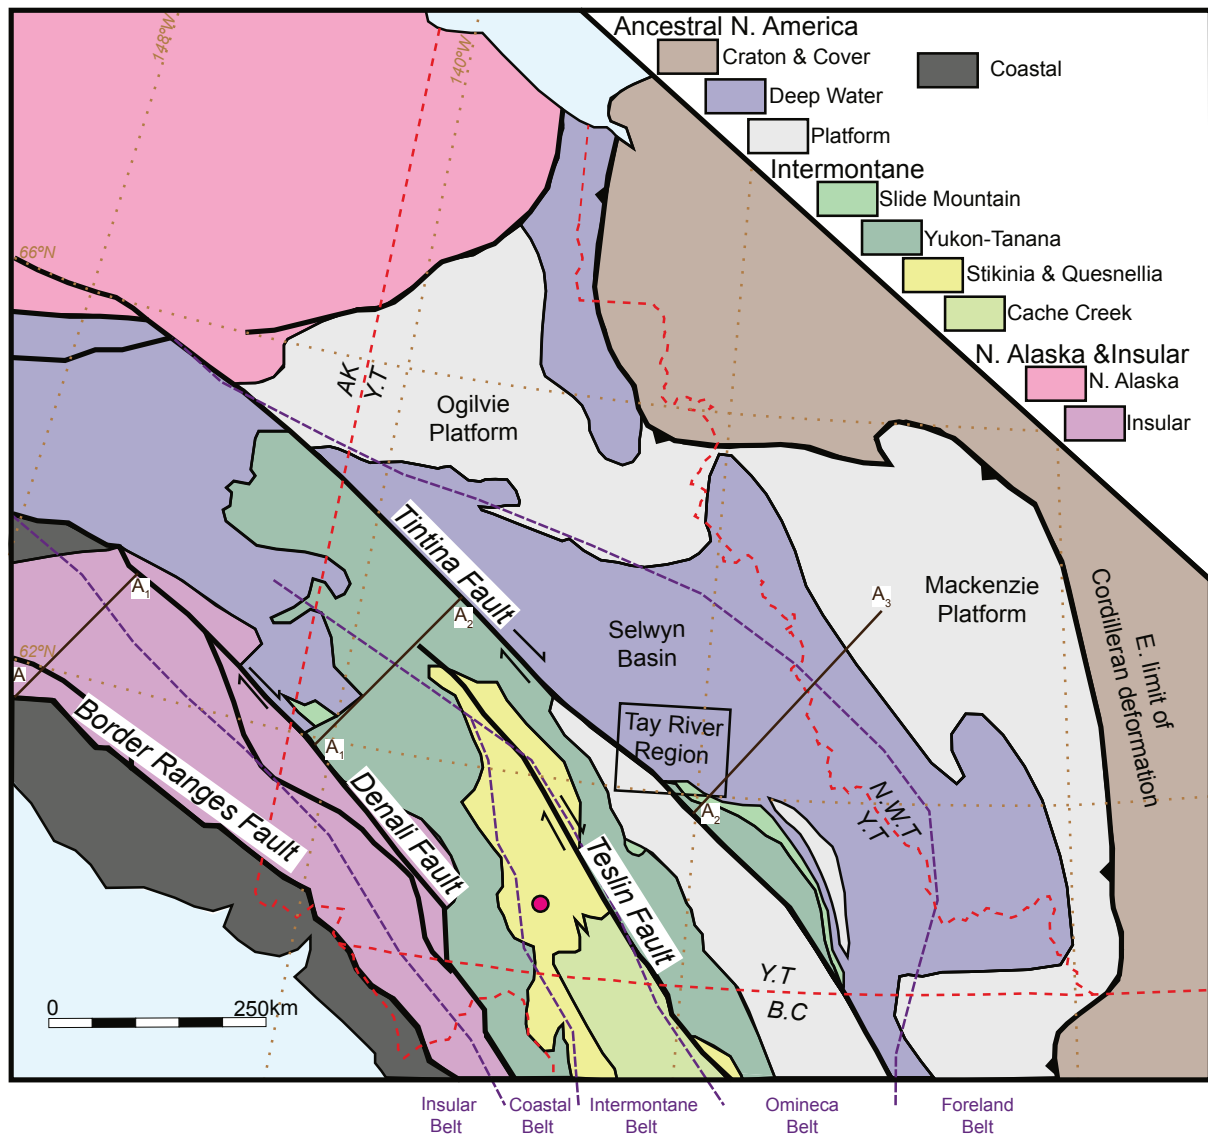 148ºW
140ºW
66ºN
62ºN
Ancestral N. America
Craton & Cover
Coastal
Deep Water
Platform
Intermontane
Slide Mountain
Yukon-Tanana
Stikinia & Quesnellia
Cache Creek
N. Alaska &Insular
N. Alaska
Insular
AK
Y.T
Ogilvie
Platform
Tintina Fault
Selwyn
Basin
Mackenzie
Platform
Cordilleran deformation
E. limit of
Tay River
Region
A
A1
A1
A2
A2
A3
Border Ranges Fault
Denali Fault
Teslin Fault
N.W.T
Y.T
Y.T
B.C
0
250km
Insular
Belt
Coastal
Belt
Intermontane
Belt
Omineca
Belt
Foreland
Belt